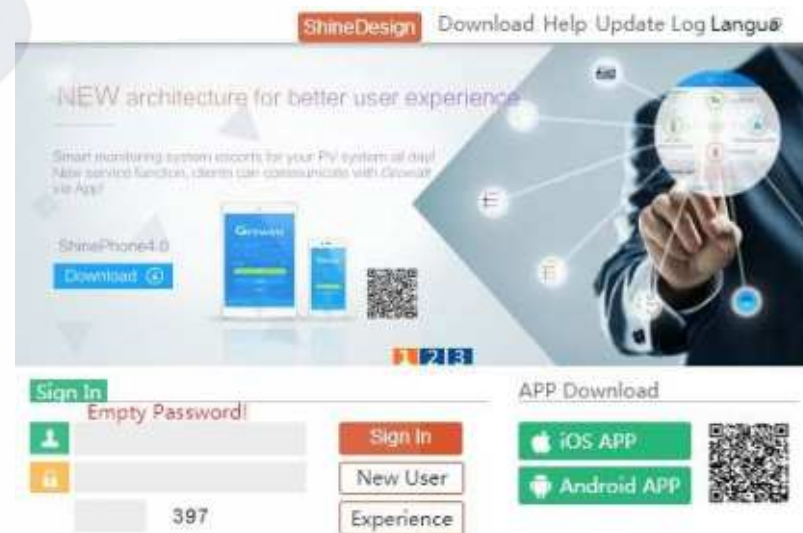 ShineDesign Download Help Update Log Langua
NEW architecture for better user experience
Smart monitoring system escorts for your PV system all day!
New service function, clients can communicate with Growatt
via App!
ShinePhone4.0
Download
Growatt
1 2 3
Sign In
Empty Password!
Sign In
New User
397
Experience
APP Download
iOS APP
Android APP